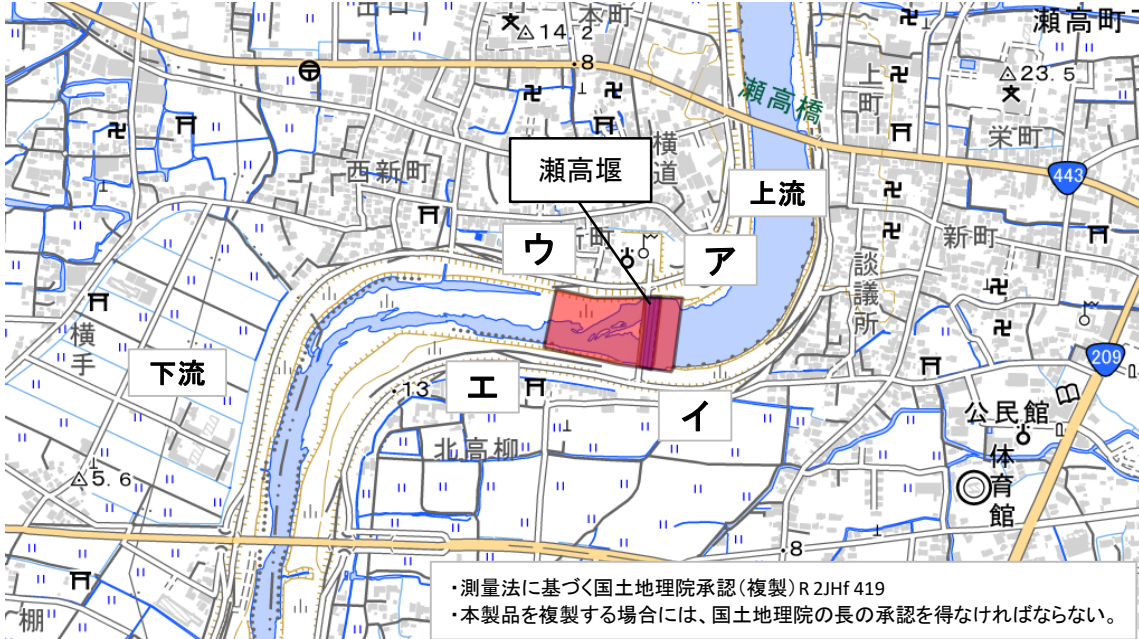 出口
本町
14.2
.8
瀬高町
23.5
瀬高橋
上町
栄町
443
横道
西新町
瀬高堰
上流
新町
談議所
ウ
ア
横手
下流
エ
イ
.13
209
公民館
体育館
北高柳
5.6
.8
棚
・測量法に基づく国土地理院承認(複製)R 2JHf 419
・本製品を複製する場合には、国土地理院の長の承認を得なければならない。